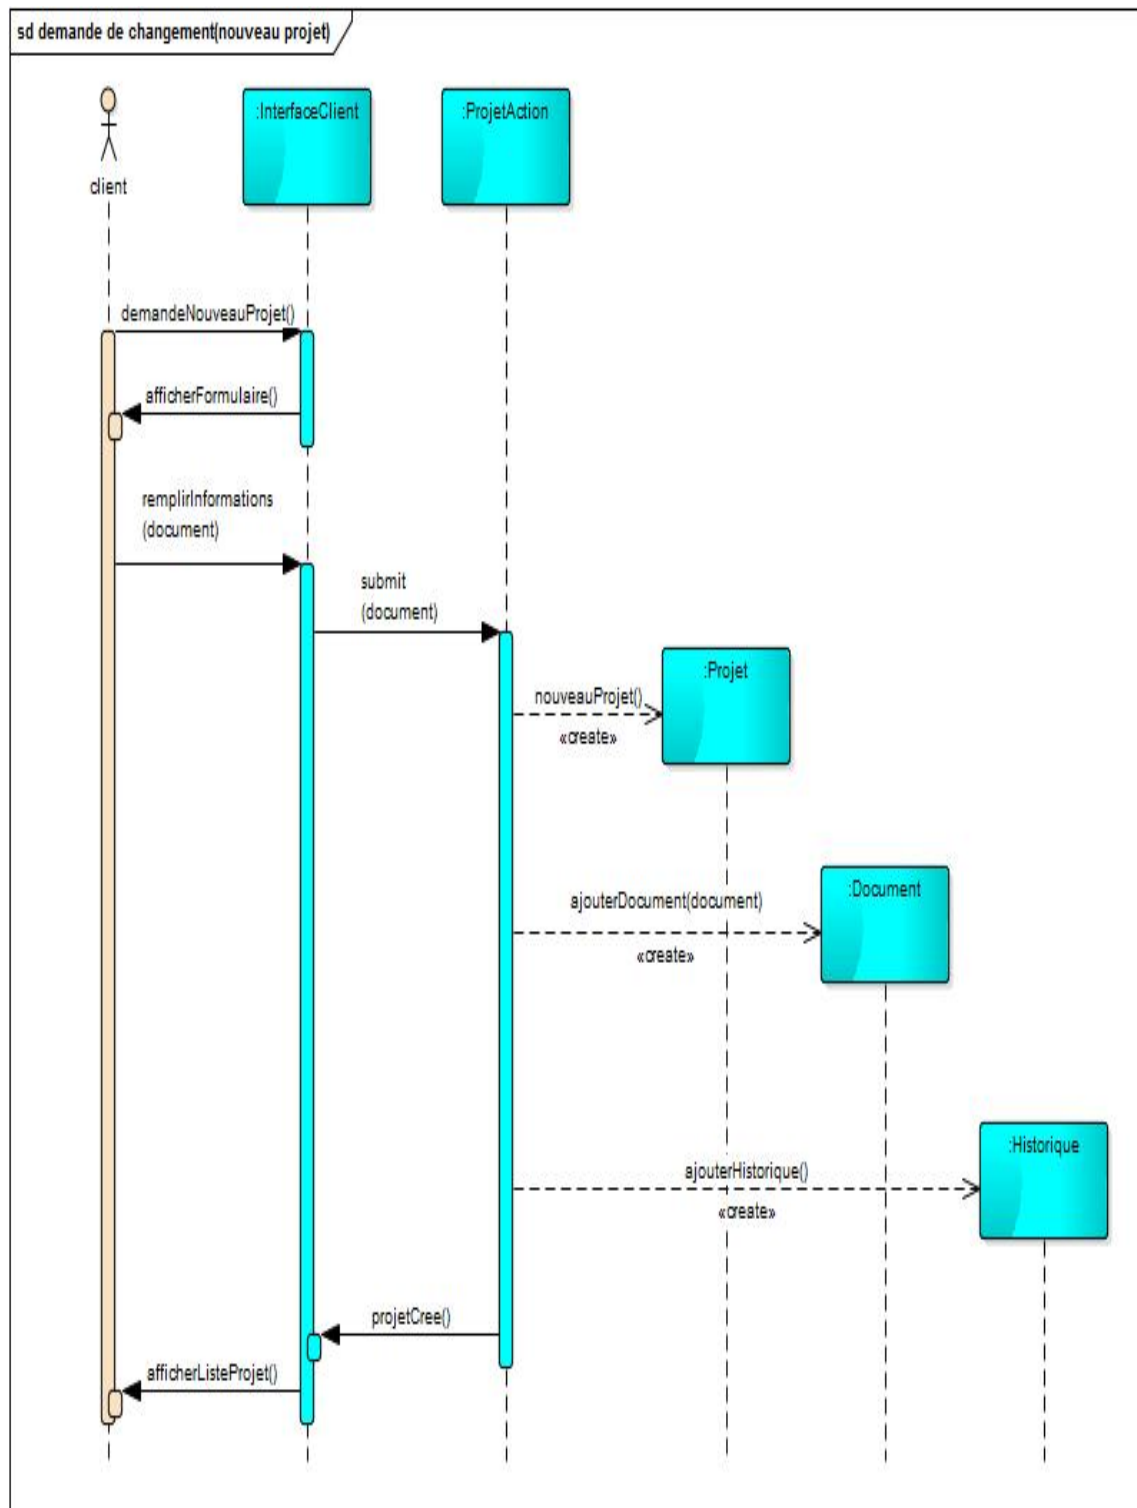 sd demande de changement(nouveau projet)
:InterfaceClient
:ProjetAction
client
demandeNouveauProjet()
afficherFormulaire()
remplirInformations
(document)
submit
(document)
:Projet
nouveauProjet()
«create»
:Document
ajouterDocument(document)
«create»
:Historique
ajouterHistorique()
«create»
projetCree()
afficherListeProjet()